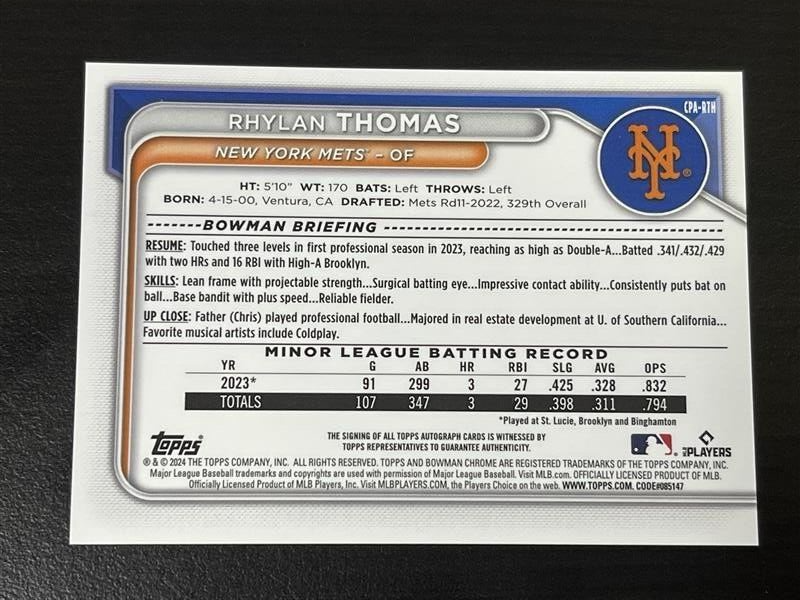 CPA-RTH
RHYLAN THOMAS
NEW YORK METS™ – OF
NY ®
HT: 5'10" WT: 170 BATS: Left THROWS: Left
BORN: 4-15-00, Ventura, CA DRAFTED: Mets Rd11-2022, 329th Overall
BOWMAN BRIEFING
RESUME: Touched three levels in first professional season in 2023, reaching as high as Double-A...Batted .341/.432/.429
with two HRs and 16 RBI with High-A Brooklyn.
SKILLS: Lean frame with projectable strength...Surgical batting eye...Impressive contact ability...Consistently puts bat on
ball...Base bandit with plus speed...Reliable fielder.
UP CLOSE: Father (Chris) played professional football...Majored in real estate development at U. of Southern California...
Favorite musical artists include Coldplay.
MINOR LEAGUE BATTING RECORD
YR G AB HR RBI SLG AVG OPS
2023* 91 299 3 27 .425 .328 .832
TOTALS 107 347 3 29 .398 .311 .794
*Played at St. Lucie, Brooklyn and Binghamton
topps®
THE SIGNING OF ALL TOPPS AUTOGRAPH CARDS IS WITNESSED BY
TOPPS REPRESENTATIVES TO GUARANTEE AUTHENTICITY.
MLB PLAYERS
® & © 2024 THE TOPPS COMPANY, INC. ALL RIGHTS RESERVED. TOPPS AND BOWMAN CHROME ARE REGISTERED TRADEMARKS OF THE TOPPS COMPANY, INC.
Major League Baseball trademarks and copyrights are used with permission of Major League Baseball. Visit MLB.com. OFFICIALLY LICENSED PRODUCT OF MLB.
Officially Licensed Product of MLB Players, Inc. Visit MLBPLAYERS.com, the Players Choice on the web. WWW.TOPPS.COM. CODE#085147